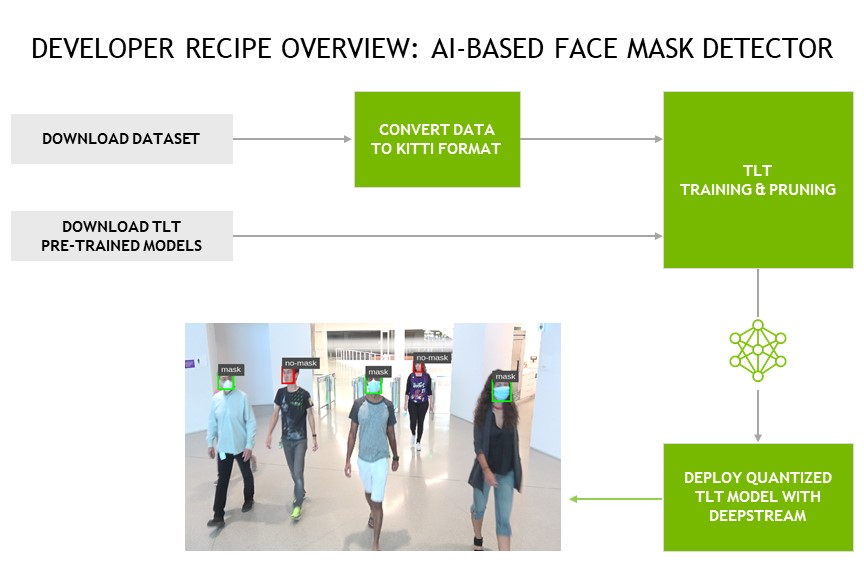 DEVELOPER RECIPE OVERVIEW: AI-BASED FACE MASK DETECTOR
DOWNLOAD DATASET
CONVERT DATA
TO KITTI FORMAT
TLT
TRAINING & PRUNING
DOWNLOAD TLT
PRE-TRAINED MODELS
mask
no-mask
mask
no-mask
mask
DEPLOY QUANTIZED
TLT MODEL WITH
DEEPSTREAM